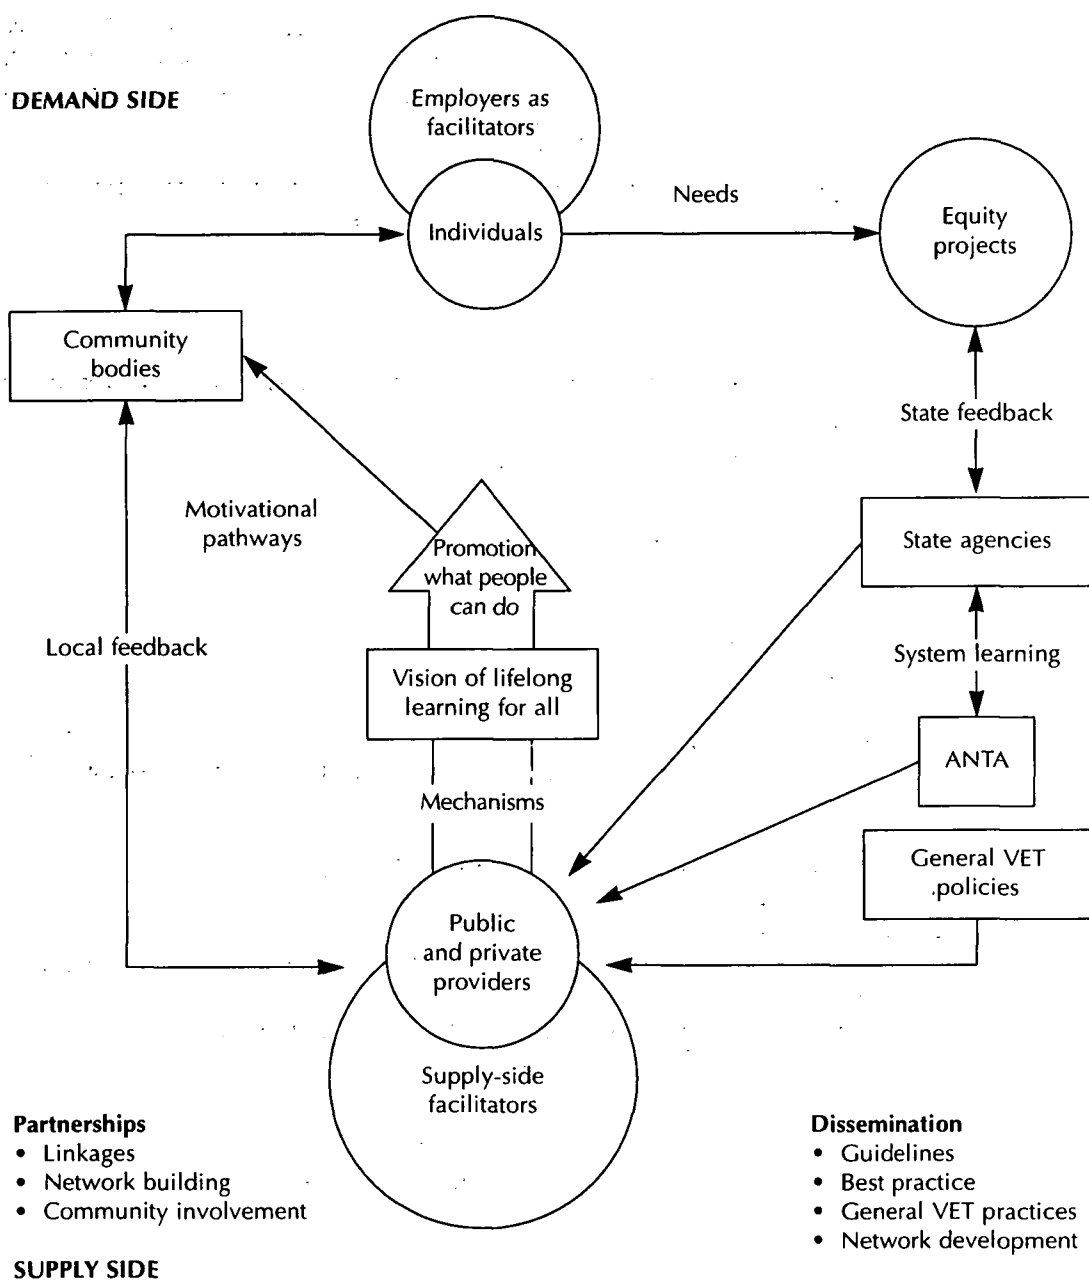 DEMAND SIDE
Employers as
facilitators
Individuals
Needs
Equity
projects
Community
bodies
State feedback
Motivational
pathways
Promotion
what people
can do
State agencies
Local feedback
Vision of lifelong
learning for all
System learning
ANTA
Mechanisms
General VET
policies
Public
and private
providers
Supply-side
facilitators
Partnerships
• Linkages
• Network building
• Community involvement
Dissemination
• Guidelines
• Best practice
• General VET practices
• Network development
SUPPLY SIDE